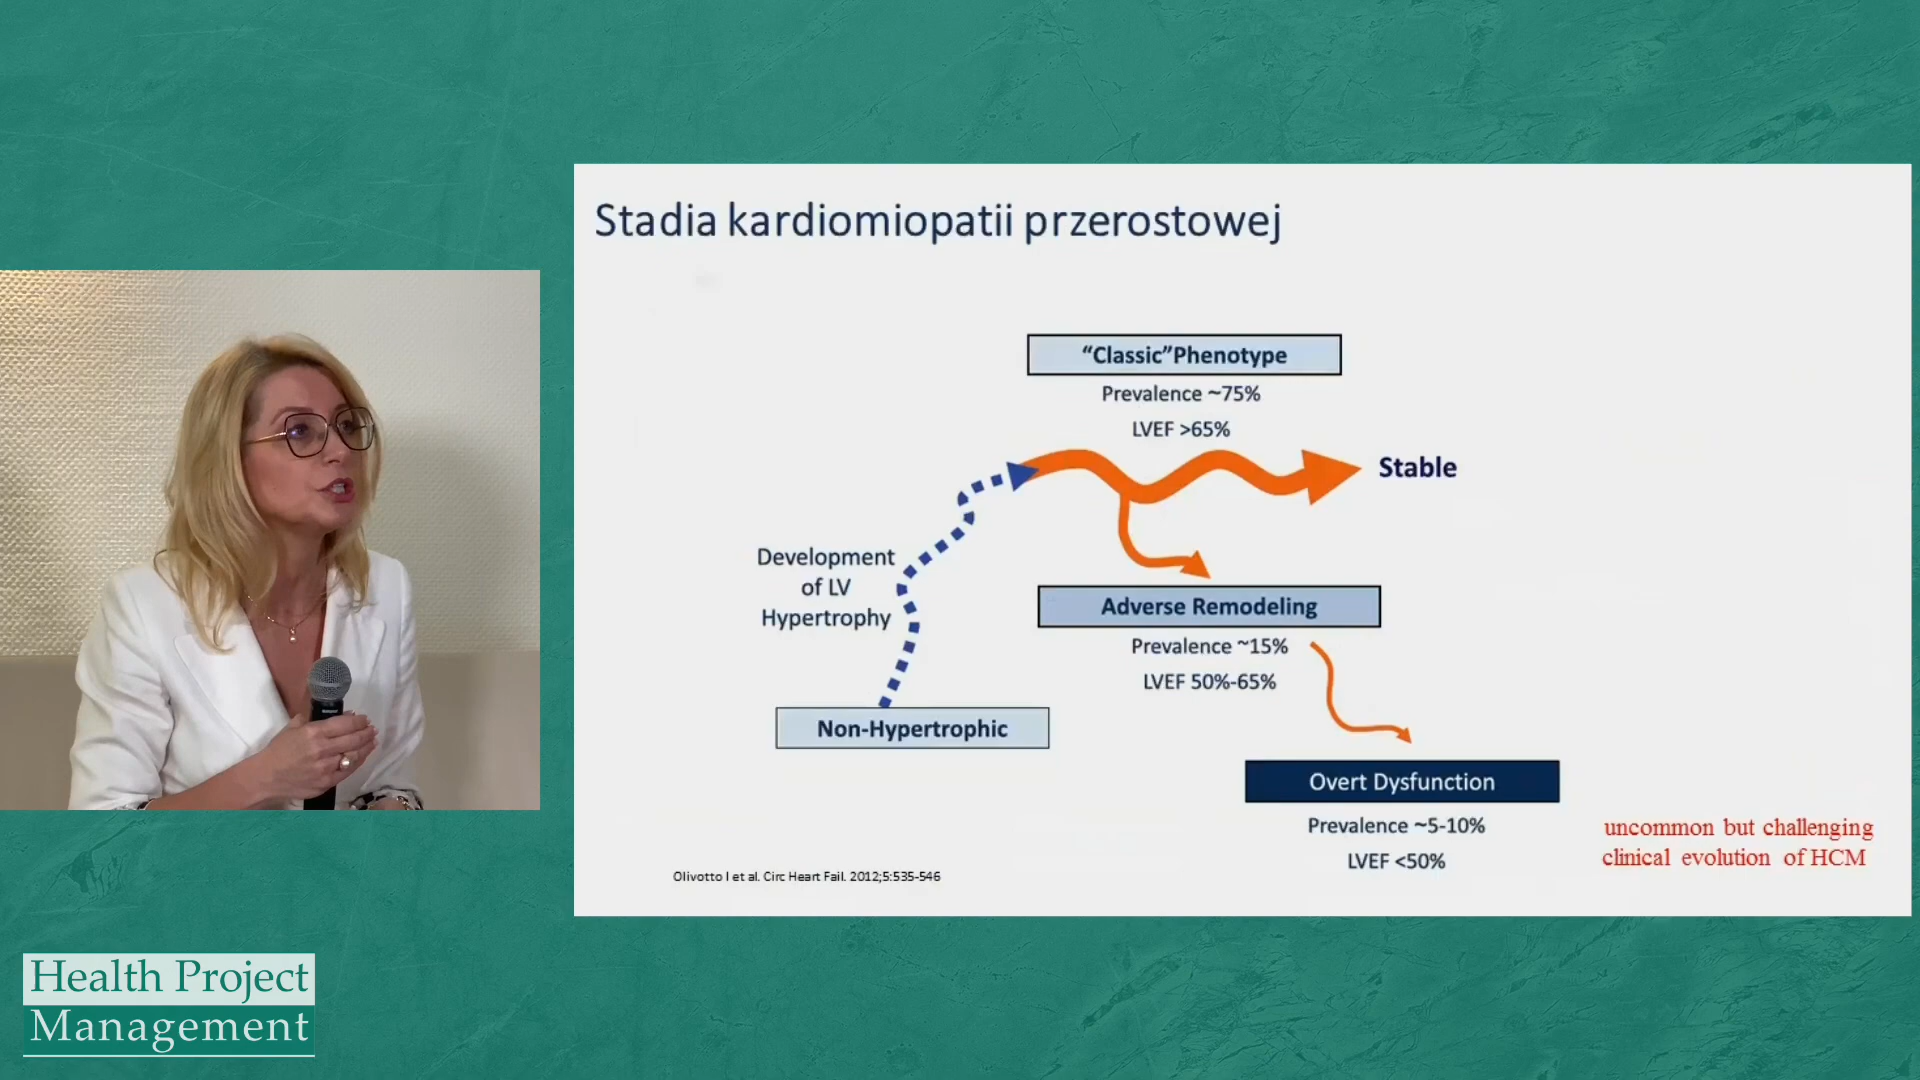 Stadia kardiomiopatii przerostowej
“Classic”Phenotype
Prevalence ~75%
LVEF >65%
Stable
Development
of LV
Hypertrophy
Adverse Remodeling
Prevalence ~15%
LVEF 50%-65%
Non-Hypertrophic
Overt Dysfunction
Prevalence ~5-10%
LVEF <50%
uncommon but challenging
clinical evolution of HCM
Olivotto I et al. Circ Heart Fail. 2012;5:535-546
Health Project
Management